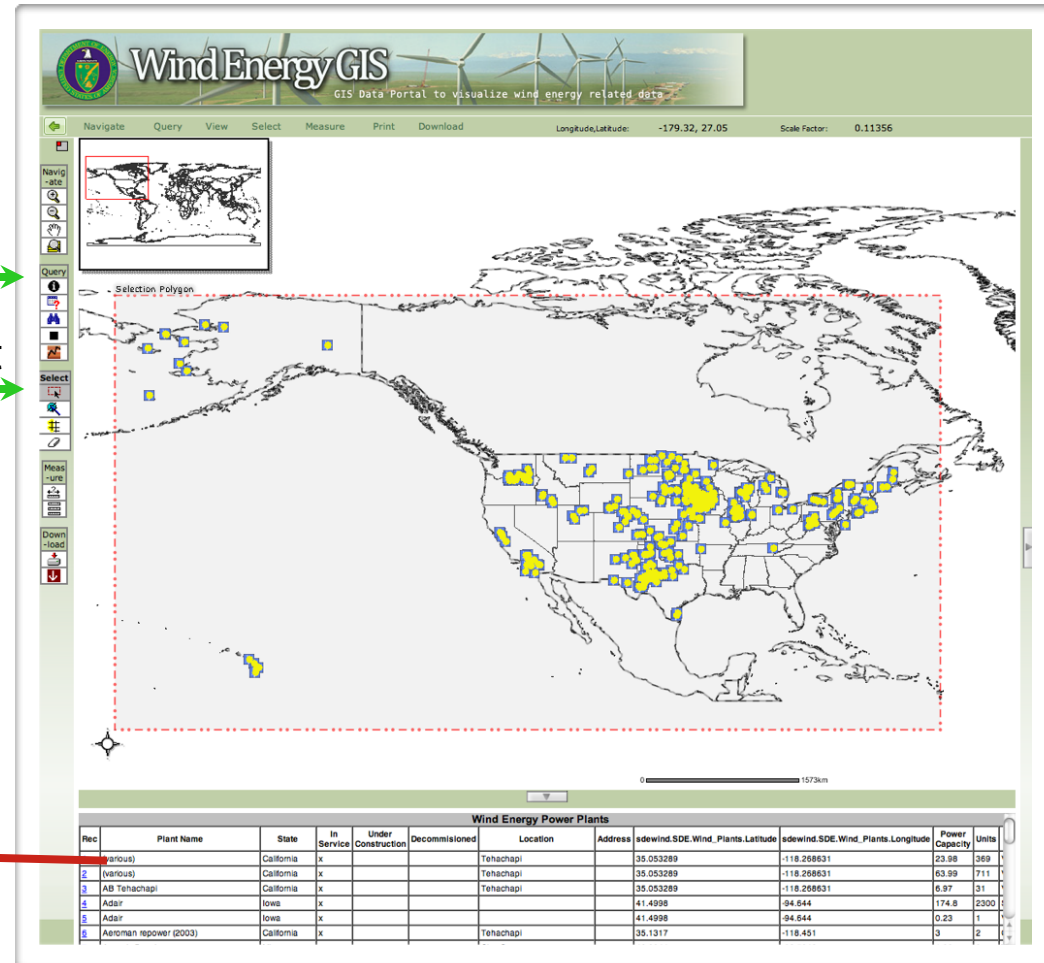 Wind Energy GIS
GIS Data Portal to visualize wind energy related data
Navigate Query View Select Measure Print Download Longitude,Latitude: -179.32, 27.05 Scale Factor: 0.11356
Navig
-ate
Query
Select
Meas
-ure
Down
-load
Selection Polygon
0 1573km
Wind Energy Power Plants
Rec Plant Name State In Service Under Construction Decommisioned Location Address sdewind.SDE.Wind_Plants.Latitude sdewind.SDE.Wind_Plants.Longitude Power Capacity Units
(various) California x Tehachapi 35.053289 -118.268631 23.98 369
2 (various) California x Tehachapi 35.053289 -118.268631 63.99 711
3 AB Tehachapi California x Tehachapi 35.053289 -118.268631 6.97 31
4 Adair Iowa x 41.4998 -94.644 174.8 2300
5 Adair Iowa x 41.4998 -94.644 0.23 1
6 Aeroman repower (2003) California x Tehachapi 35.1317 -118.451 3 2